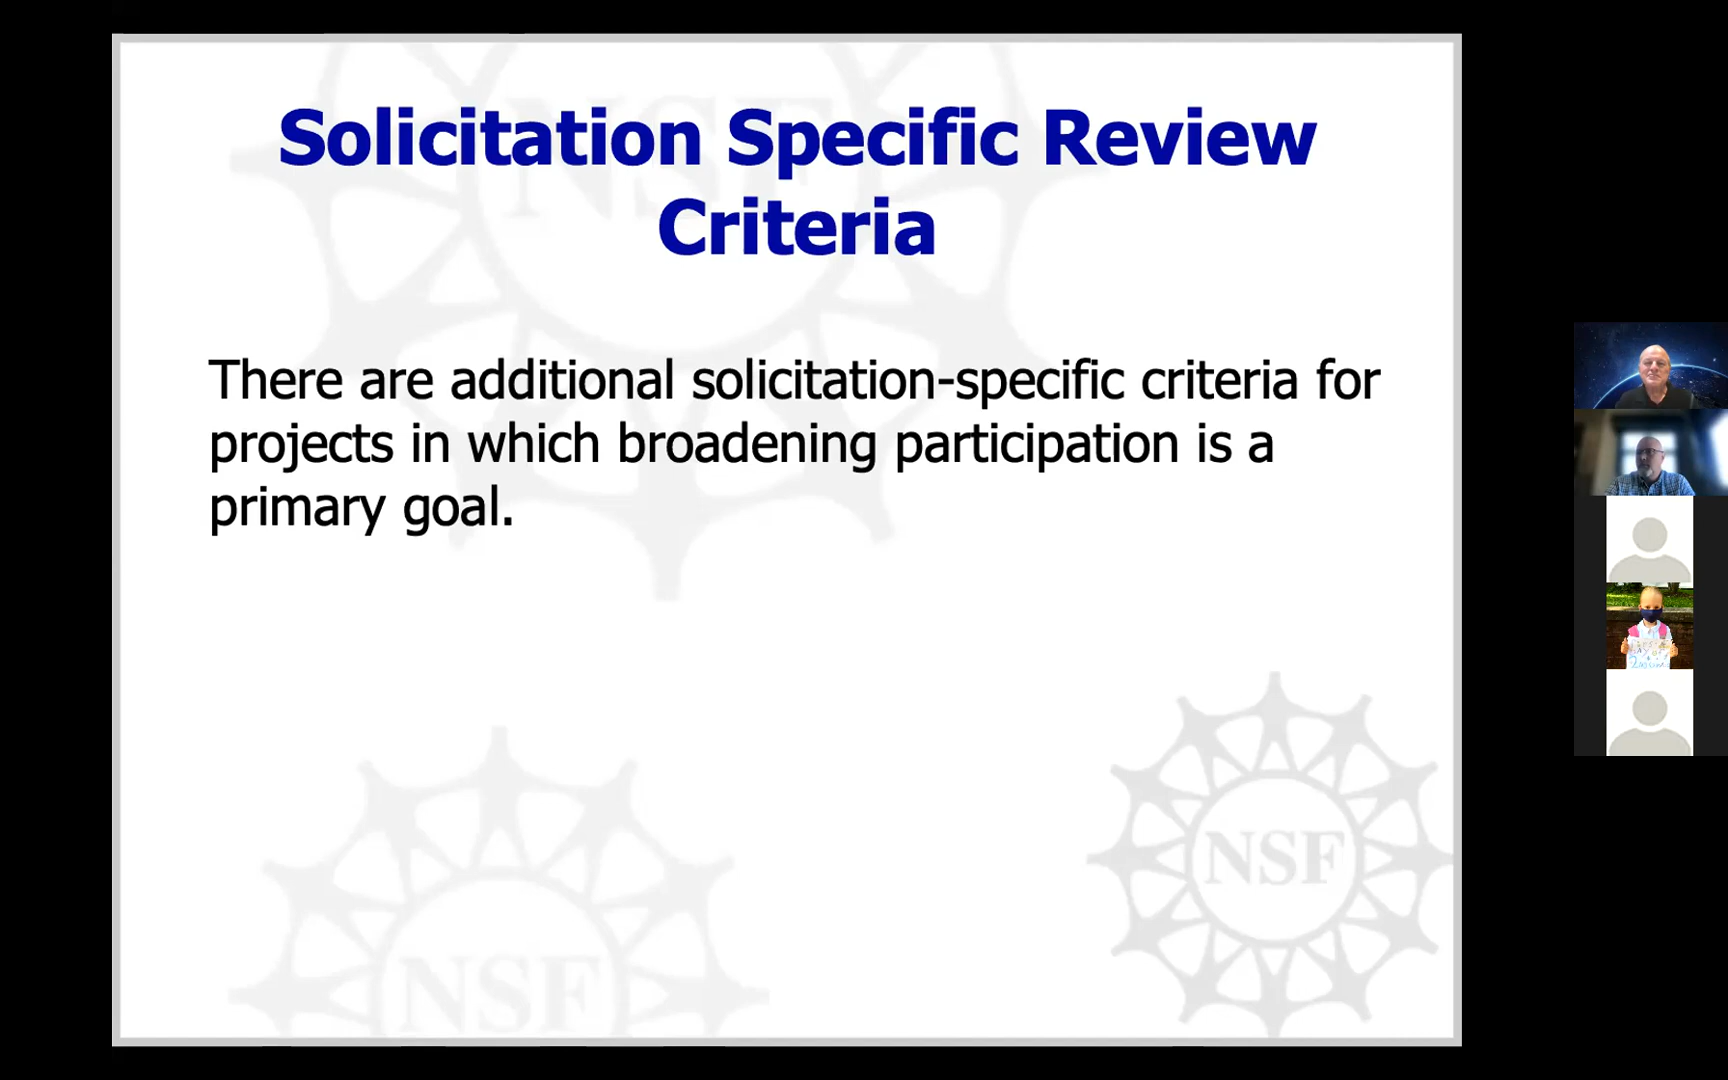 Solicitation Specific Review
Criteria
There are additional solicitation-specific criteria for
projects in which broadening participation is a
primary goal.
NSF
NSF
NSF